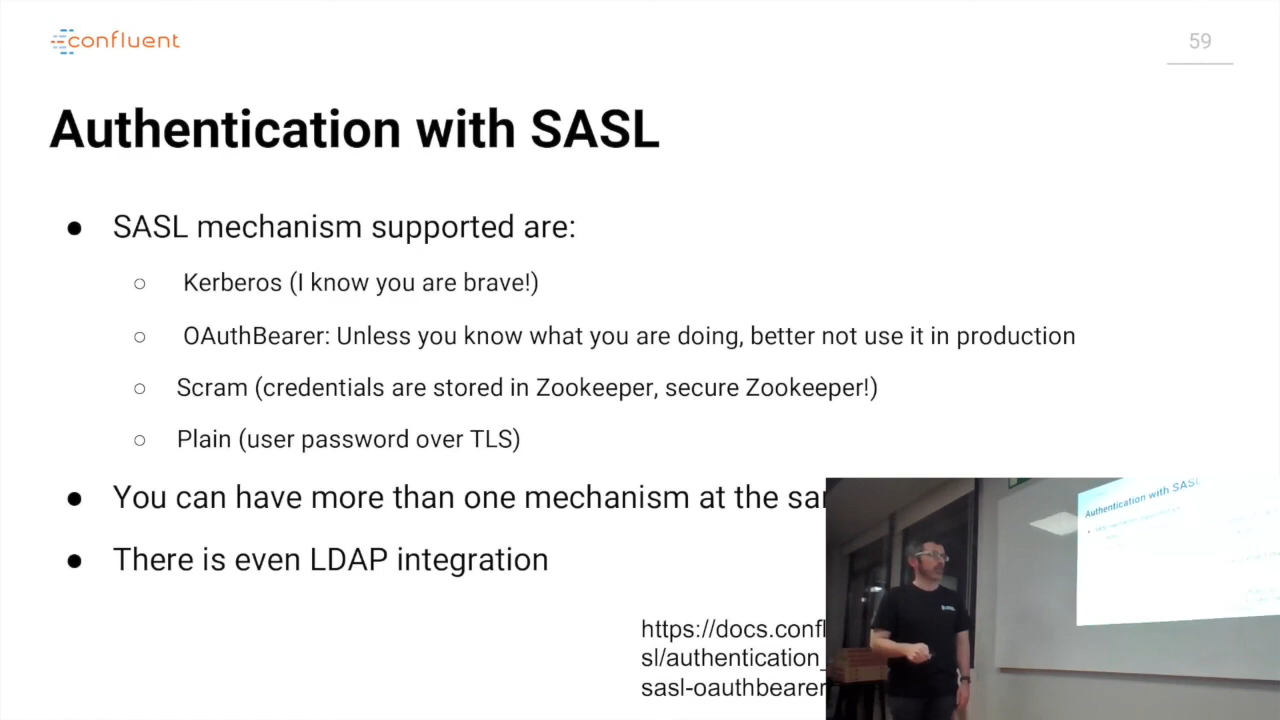 confluent
59
Authentication with SASL
● SASL mechanism supported are:
○ Kerberos (I know you are brave!)
○ OAuthBearer: Unless you know what you are doing, better not use it in production
○ Scram (credentials are stored in Zookeeper, secure Zookeeper!)
○ Plain (user password over TLS)
● You can have more than one mechanism at the
● There is even LDAP integration
https://docs.confl
sl/authentication_
sasl-oauthbearer
Authentication with SASL